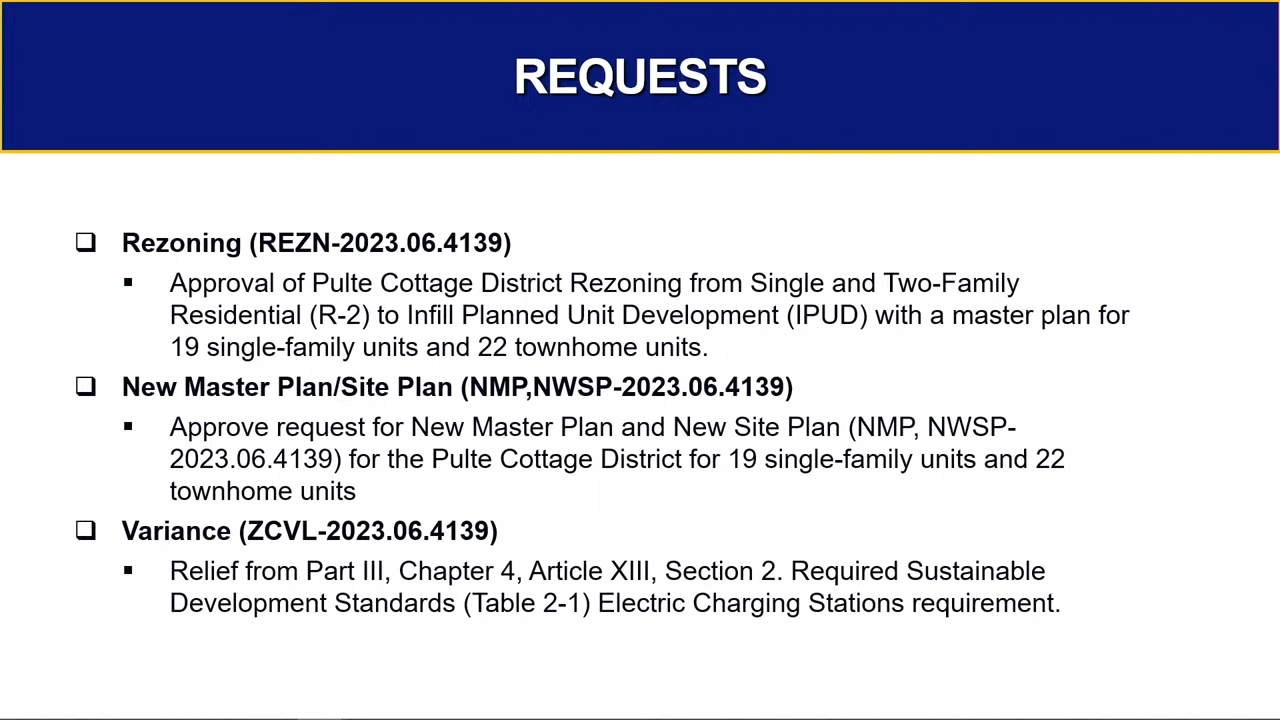 REQUESTS
❑ Rezoning (REZN-2023.06.4139)
▪ Approval of Pulte Cottage District Rezoning from Single and Two-Family
Residential (R-2) to Infill Planned Unit Development (IPUD) with a master plan for
19 single-family units and 22 townhome units.
❑ New Master Plan/Site Plan (NMP,NWSP-2023.06.4139)
▪ Approve request for New Master Plan and New Site Plan (NMP, NWSP-
2023.06.4139) for the Pulte Cottage District for 19 single-family units and 22
townhome units
❑ Variance (ZCVL-2023.06.4139)
▪ Relief from Part III, Chapter 4, Article XIII, Section 2. Required Sustainable
Development Standards (Table 2-1) Electric Charging Stations requirement.